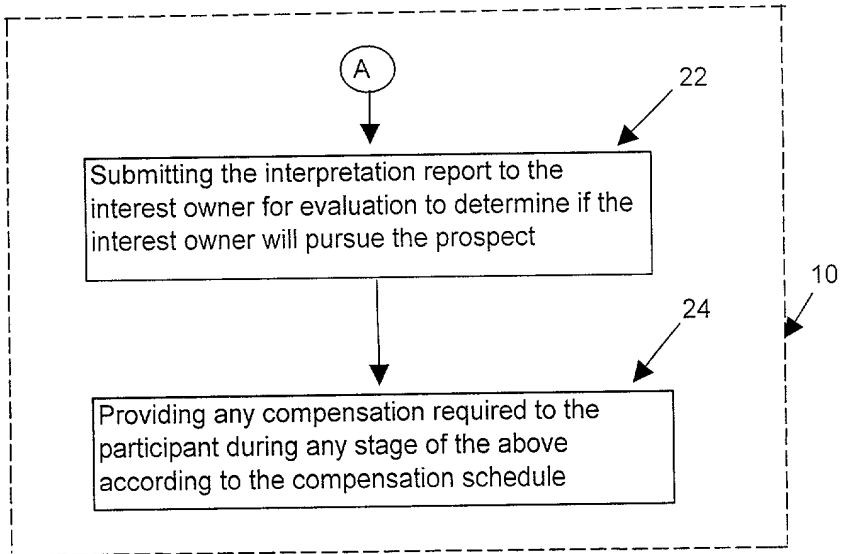 A
22
Submitting the interpretation report to the
interest owner for evaluation to determine if the
interest owner will pursue the prospect
10
24
Providing any compensation required to the
participant during any stage of the above
according to the compensation schedule